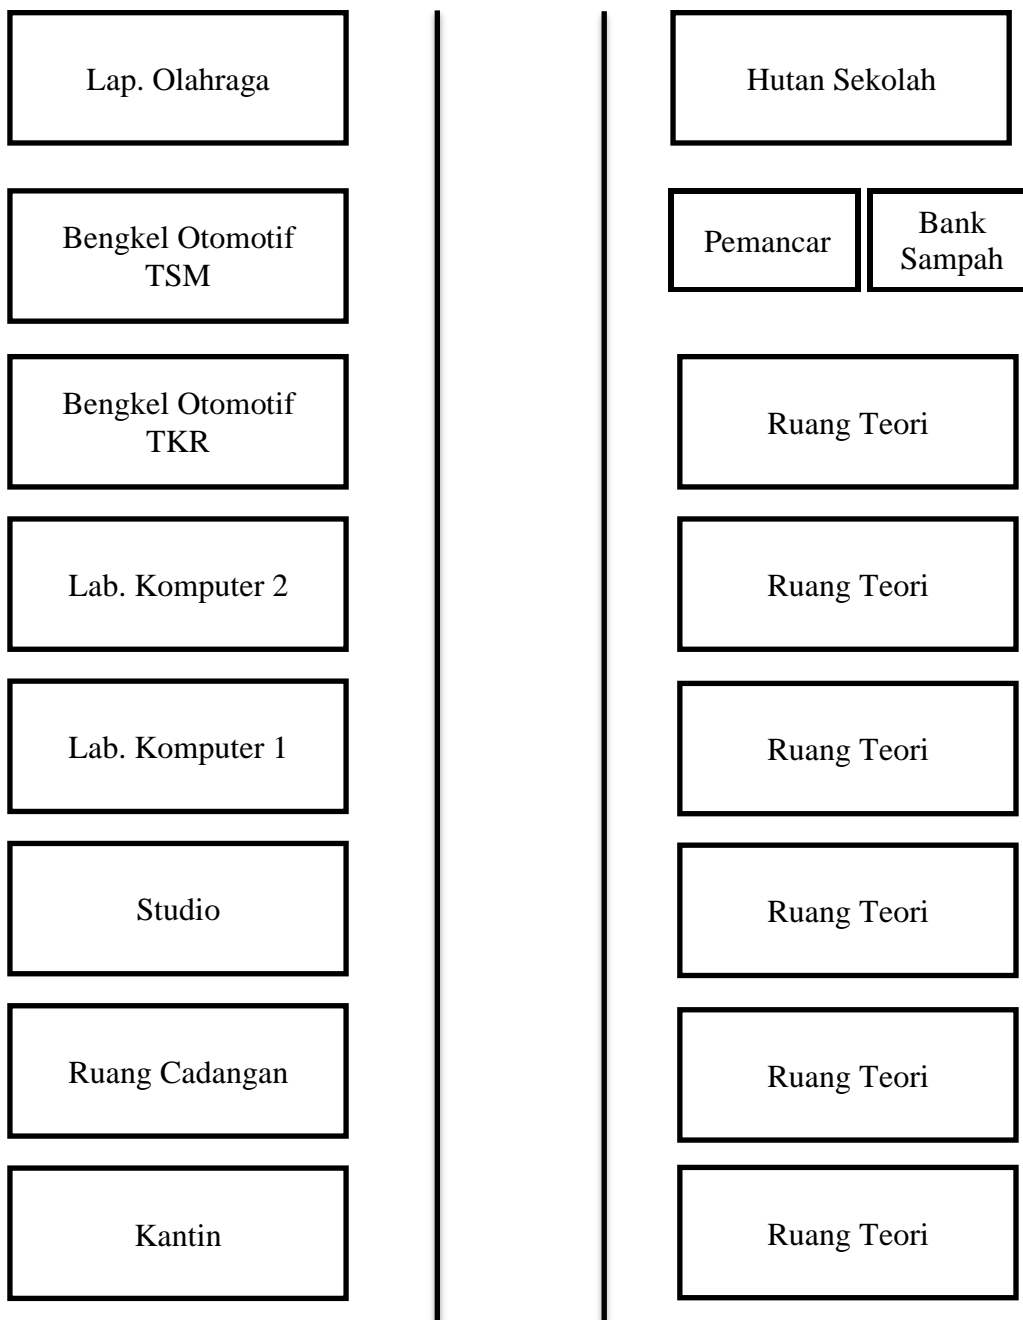 Lap. Olahraga
Hutan Sekolah
Bengkel Otomotif
TSM
Pemancar
Bank
Sampah
Bengkel Otomotif
TKR
Ruang Teori
Lab. Komputer 2
Ruang Teori
Lab. Komputer 1
Ruang Teori
Studio
Ruang Teori
Ruang Cadangan
Ruang Teori
Kantin
Ruang Teori